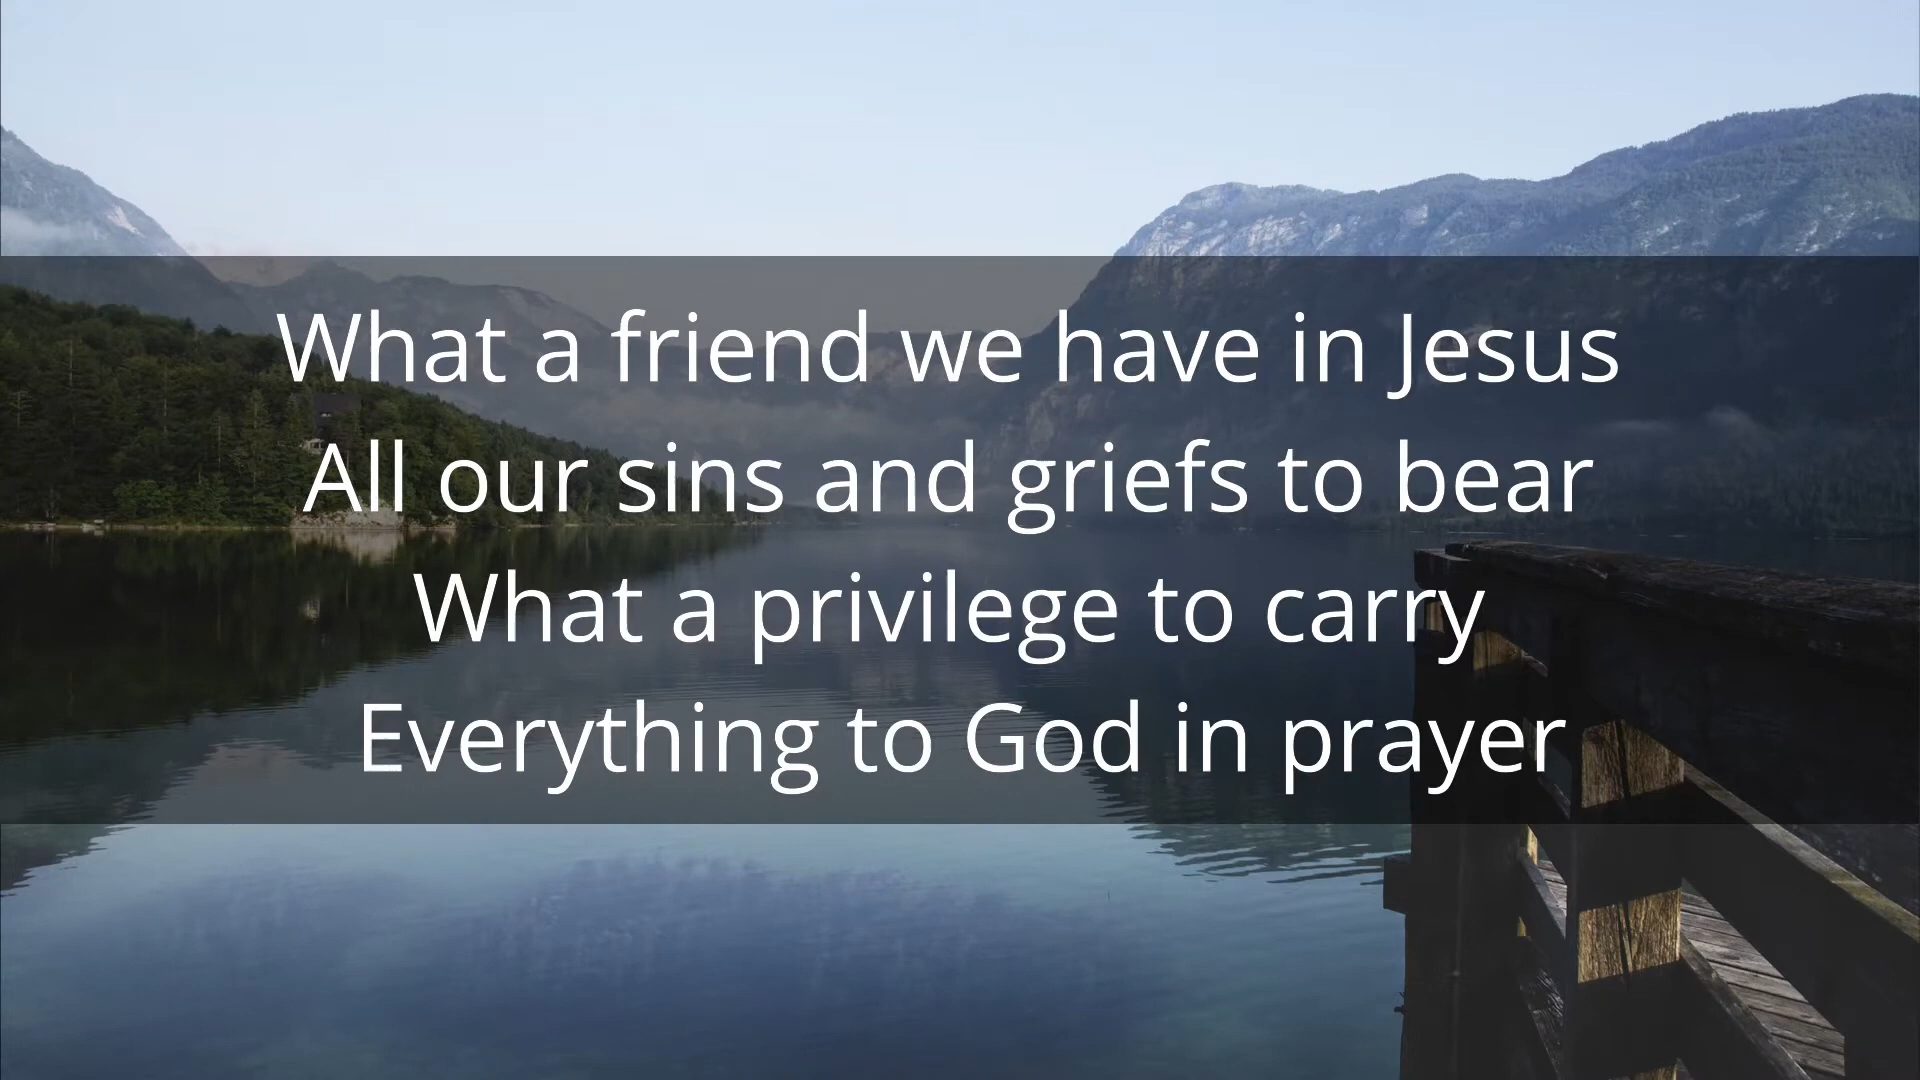 What a friend we have in Jesus
All our sins and griefs to bear
What a privilege to carry
Everything to God in prayer